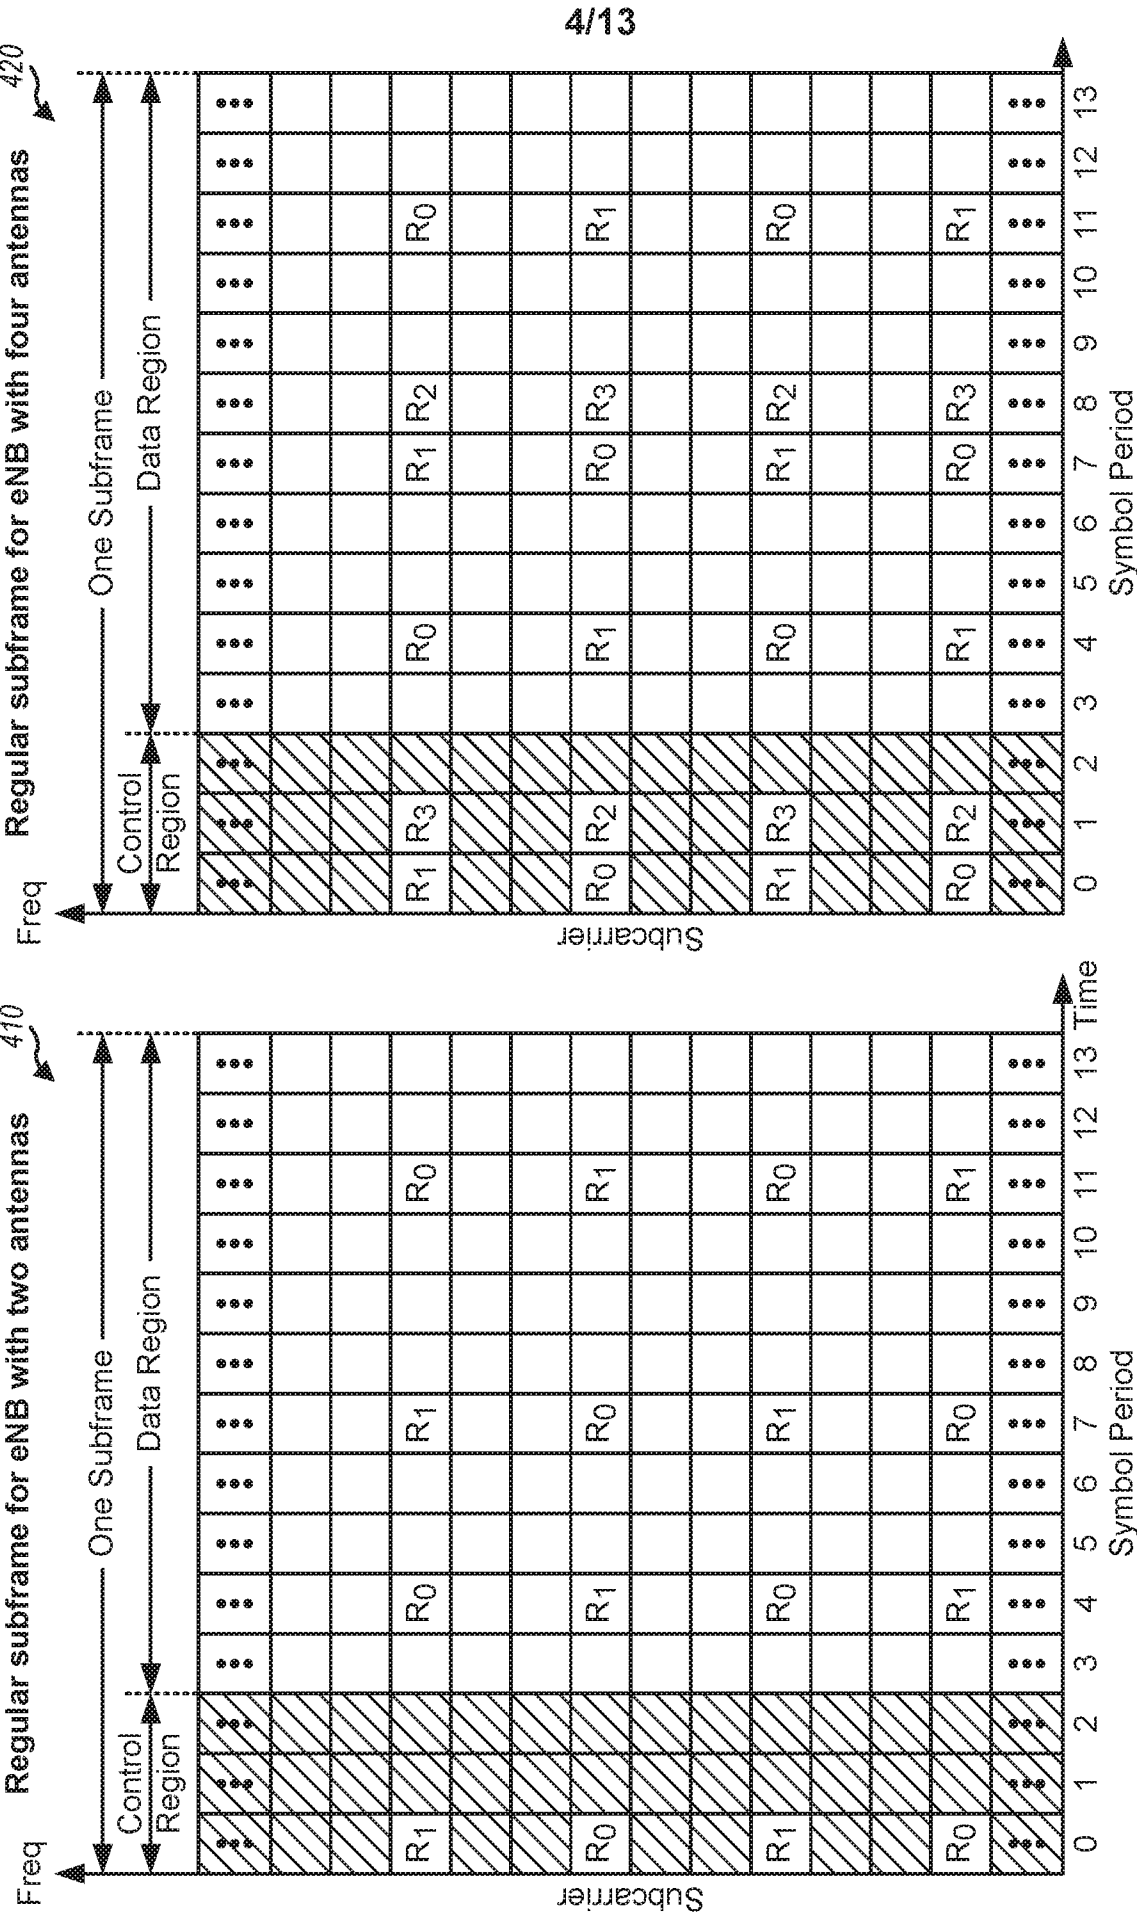 4/13
Regular subframe for eNB with two antennas
410
Freq
One Subframe
Control
Region
Data Region
Subcarrier
... ... ... ... ... ... ... ... ... ... ... ... ... ...
R1 R0 R1 R0
R0 R1 R0 R1
R1 R0 R1 R0
R0 R1 R0 R1
... ... ... ... ... ... ... ... ... ... ... ... ... ...
0 1 2 3 4 5 6 7 8 9 10 11 12 13
Time
Symbol Period
Regular subframe for eNB with four antennas
420
Freq
One Subframe
Control
Region
Data Region
Subcarrier
... ... ... ... ... ... ... ... ... ... ... ... ... ...
R1 R3 R0 R1 R2 R0
R0 R2 R1 R0 R3 R1
R1 R3 R0 R1 R2 R0
R0 R2 R1 R0 R3 R1
... ... ... ... ... ... ... ... ... ... ... ... ... ...
0 1 2 3 4 5 6 7 8 9 10 11 12 13
Symbol Period